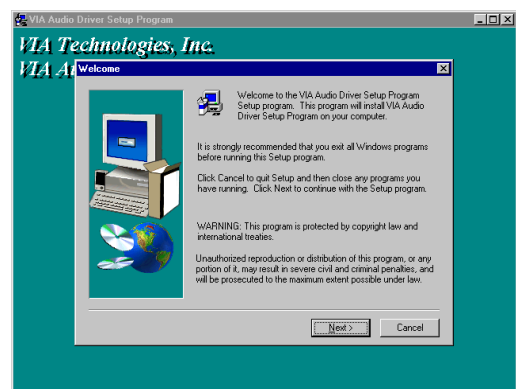 VIA Audio Driver Setup Program
VIA Technologies, Inc.
VIA
Welcome
Welcome to the VIA Audio Driver Setup Program
Setup program. This program will install VIA Audio
Driver Setup Program on your computer.
It is strongly recommended that you exit all Windows programs
before running this Setup program.
Click Cancel to quit Setup and then close any programs you
have running. Click Next to continue with the Setup program.
WARNING: This program is protected by copyright law and
international treaties.
Unauthorized reproduction or distribution of this program, or any
portion of it, may result in severe civil and criminal penalties, and
will be prosecuted to the maximum extent possible under law.
Next >
Cancel